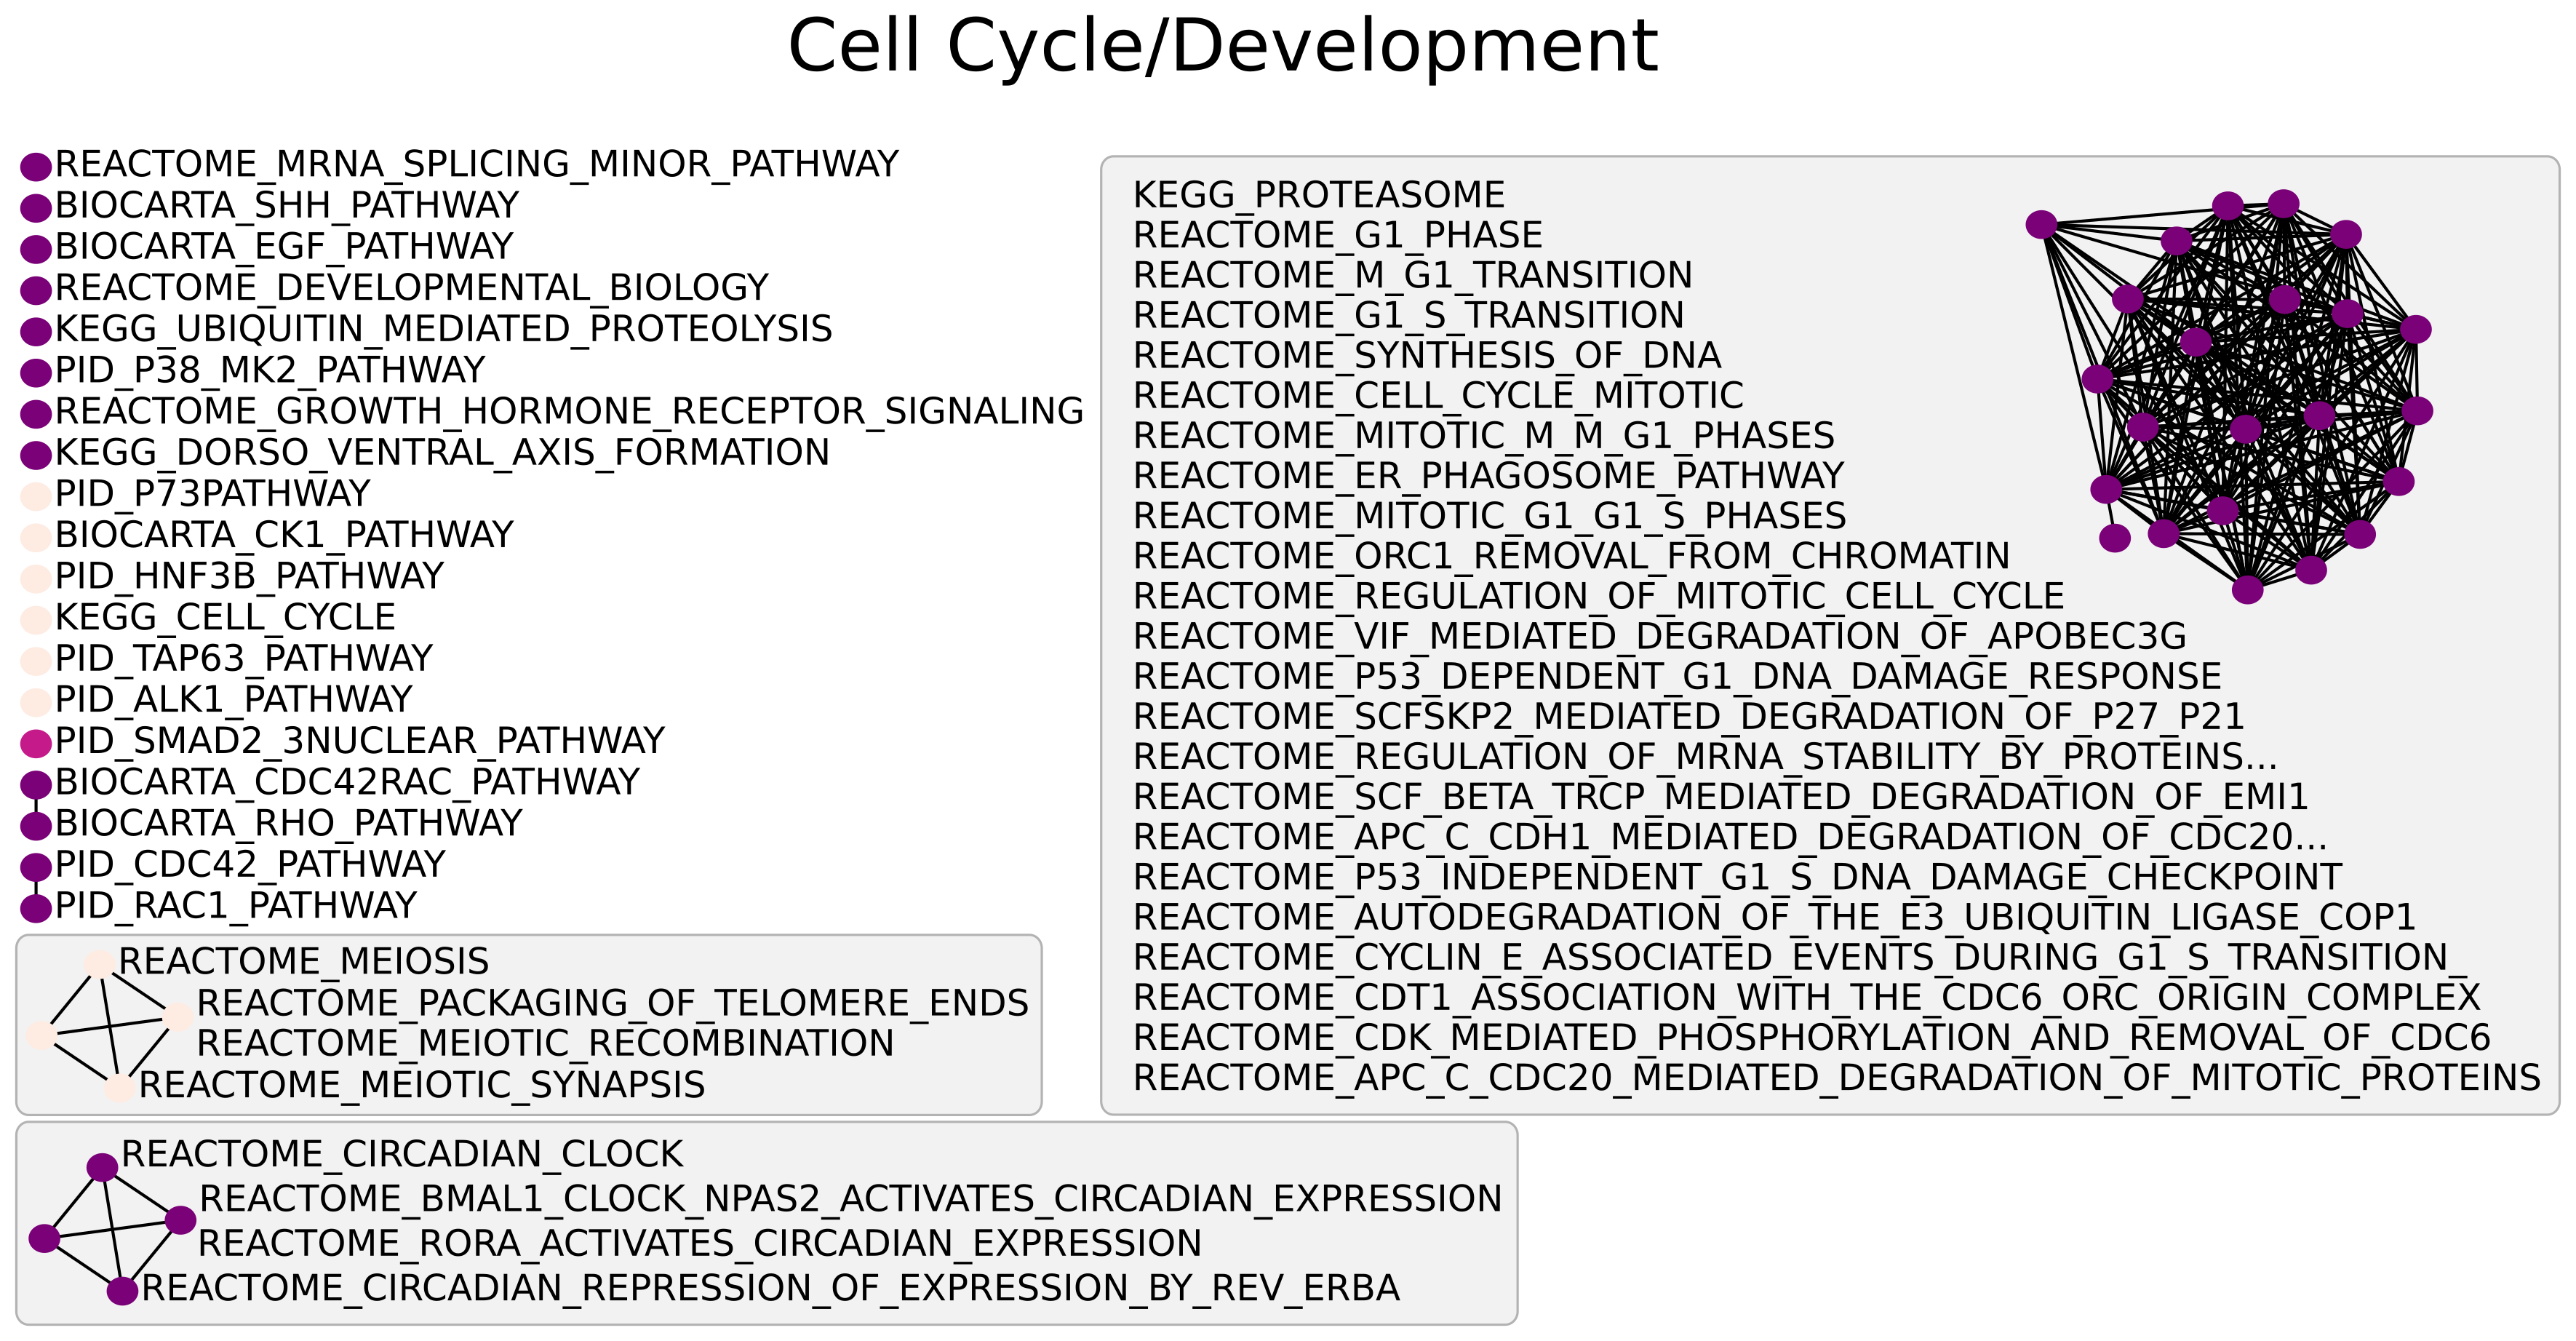 Cell Cycle/Development
REACTOME_MRNA_SPLICING_MINOR_PATHWAY
BIOCARTA_SHH_PATHWAY
BIOCARTA_EGF_PATHWAY
REACTOME_DEVELOPMENTAL_BIOLOGY
KEGG_UBIQUITIN_MEDIATED_PROTEOLYSIS
PID_P38_MK2_PATHWAY
REACTOME_GROWTH_HORMONE_RECEPTOR_SIGNALING
KEGG_DORSO_VENTRAL_AXIS_FORMATION
PID_P73PATHWAY
BIOCARTA_CK1_PATHWAY
PID_HNF3B_PATHWAY
KEGG_CELL_CYCLE
PID_TAP63_PATHWAY
PID_ALK1_PATHWAY
PID_SMAD2_3NUCLEAR_PATHWAY
BIOCARTA_CDC42RAC_PATHWAY
BIOCARTA_RHO_PATHWAY
PID_CDC42_PATHWAY
PID_RAC1_PATHWAY
REACTOME_MEIOSIS
REACTOME_PACKAGING_OF_TELOMERE_ENDS
REACTOME_MEIOTIC_RECOMBINATION
REACTOME_MEIOTIC_SYNAPSIS
REACTOME_CIRCADIAN_CLOCK
REACTOME_BMAL1_CLOCK_NPAS2_ACTIVATES_CIRCADIAN_EXPRESSION
REACTOME_RORA_ACTIVATES_CIRCADIAN_EXPRESSION
REACTOME_CIRCADIAN_REPRESSION_OF_EXPRESSION_BY_REV_ERBA
KEGG_PROTEASOME
REACTOME_G1_PHASE
REACTOME_M_G1_TRANSITION
REACTOME_G1_S_TRANSITION
REACTOME_SYNTHESIS_OF_DNA
REACTOME_CELL_CYCLE_MITOTIC
REACTOME_MITOTIC_M_M_G1_PHASES
REACTOME_ER_PHAGOSOME_PATHWAY
REACTOME_MITOTIC_G1_G1_S_PHASES
REACTOME_ORC1_REMOVAL_FROM_CHROMATIN
REACTOME_REGULATION_OF_MITOTIC_CELL_CYCLE
REACTOME_VIF_MEDIATED_DEGRADATION_OF_APOBEC3G
REACTOME_P53_DEPENDENT_G1_DNA_DAMAGE_RESPONSE
REACTOME_SCFSKP2_MEDIATED_DEGRADATION_OF_P27_P21
REACTOME_REGULATION_OF_MRNA_STABILITY_BY_PROTEINS...
REACTOME_SCF_BETA_TRCP_MEDIATED_DEGRADATION_OF_EMI1
REACTOME_APC_C_CDH1_MEDIATED_DEGRADATION_OF_CDC20...
REACTOME_P53_INDEPENDENT_G1_S_DNA_DAMAGE_CHECKPOINT
REACTOME_AUTODEGRADATION_OF_THE_E3_UBIQUITIN_LIGASE_COP1
REACTOME_CYCLIN_E_ASSOCIATED_EVENTS_DURING_G1_S_TRANSITION_
REACTOME_CDT1_ASSOCIATION_WITH_THE_CDC6_ORC_ORIGIN_COMPLEX
REACTOME_CDK_MEDIATED_PHOSPHORYLATION_AND_REMOVAL_OF_CDC6
REACTOME_APC_C_CDC20_MEDIATED_DEGRADATION_OF_MITOTIC_PROTEINS